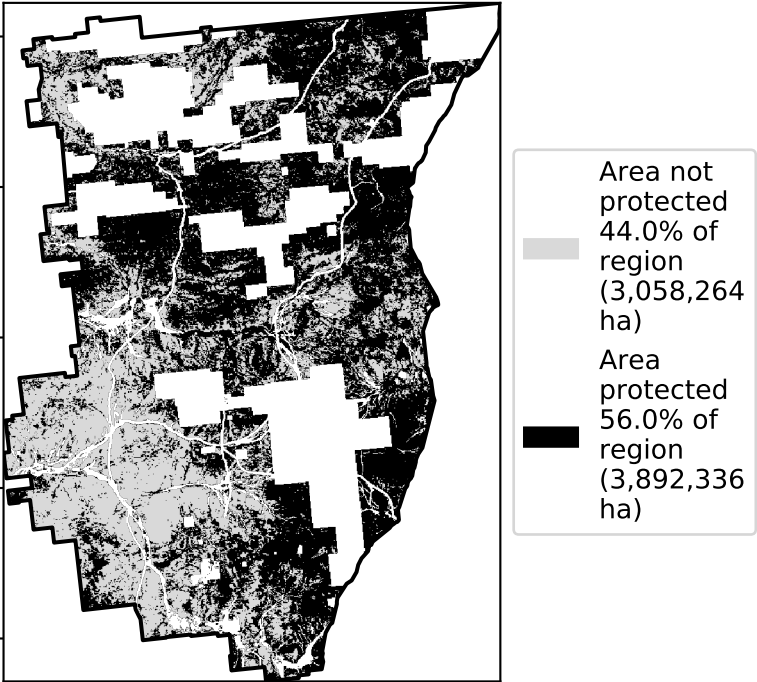 Area not
protected
44.0% of
region
(3,058,264
ha)
Area
protected
56.0% of
region
(3,892,336
ha)